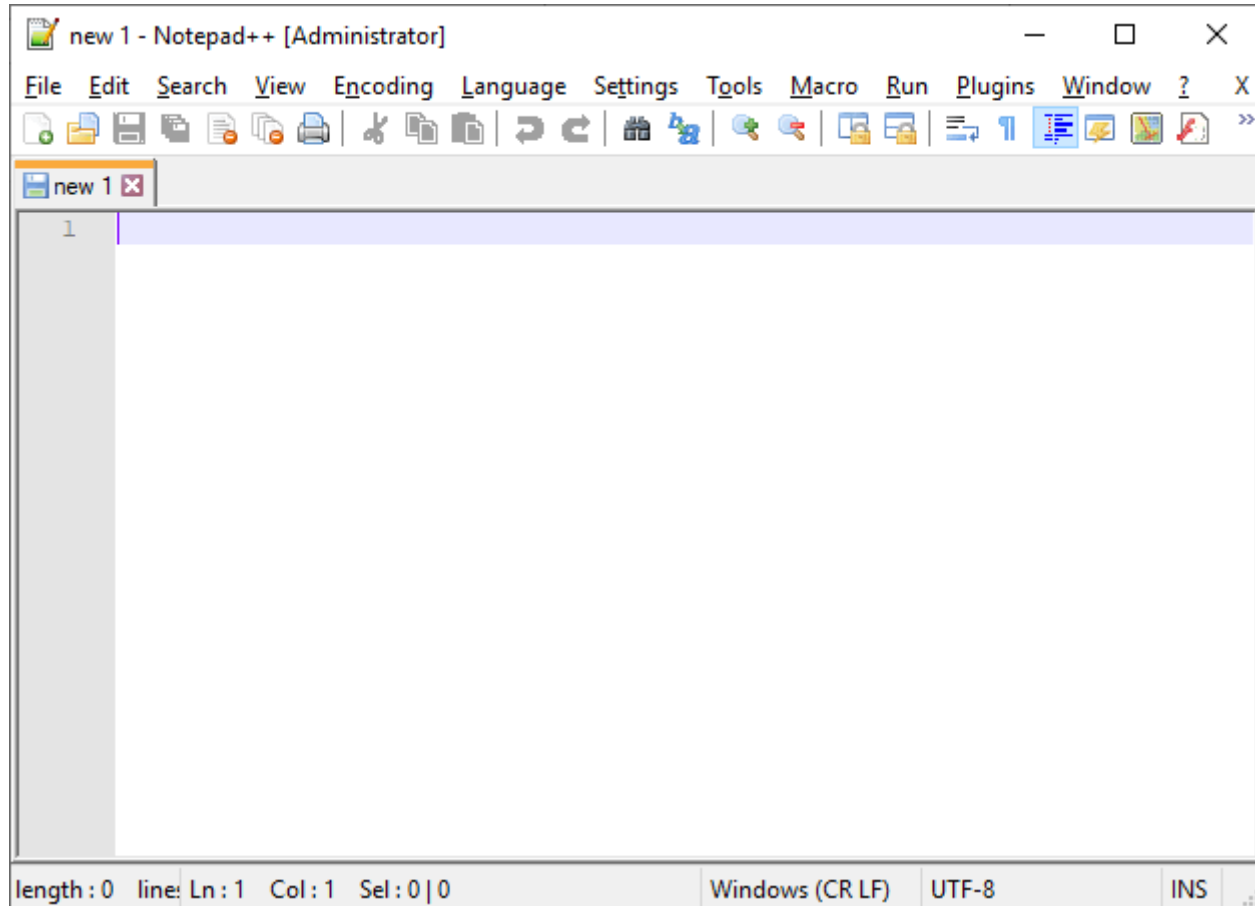 new 1 - Notepad++ [Administrator]
File Edit Search View Encoding Language Settings Tools Macro Run Plugins Window ? X
new 1
1
length : 0 line Ln : 1 Col : 1 Sel : 0 | 0 Windows (CR LF) UTF-8 INS